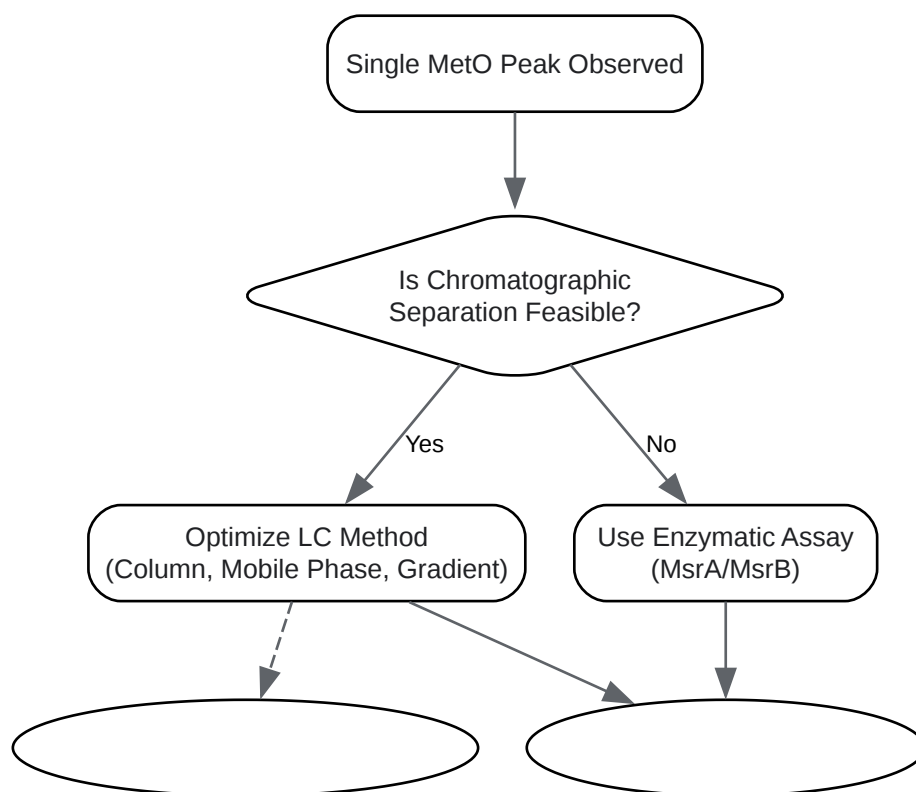 Single MetO Peak Observed
Is Chromatographic
Separation Feasible?
Yes
No
Optimize LC Method
(Column, Mobile Phase, Gradient)
Use Enzymatic Assay
(MsrA/MsrB)